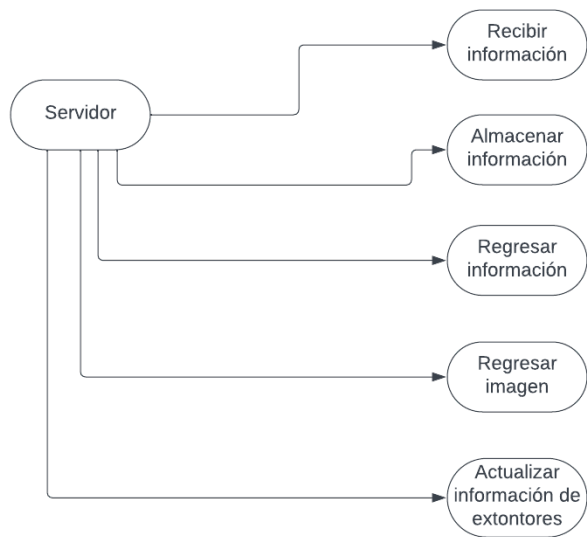 Recibir
información
Servidor
Almacenar
información
Regresar
información
Regresar
imagen
Actualizar
información de
extontores